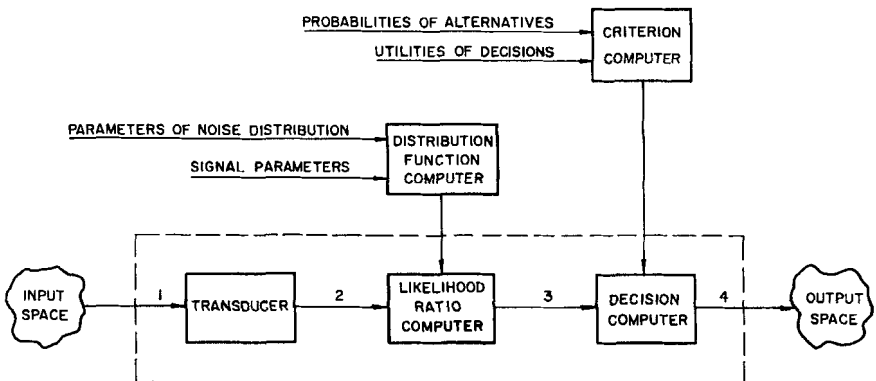 PROBABILITIES OF ALTERNATIVES
UTILITIES OF DECISIONS
CRITERION
COMPUTER
PARAMETERS OF NOISE DISTRIBUTION
SIGNAL PARAMETERS
DISTRIBUTION
FUNCTION
COMPUTER
INPUT
SPACE
1
TRANSDUCER
2
LIKELIHOOD
RATIO
COMPUTER
3
DECISION
COMPUTER
4
OUTPUT
SPACE